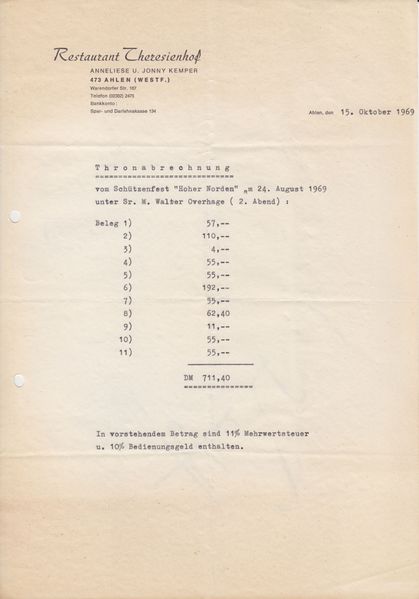 Restaurant Theresienhof
ANNELIESE U. JONNY KEMPER
473 AHLEN (WESTF.)
Warendorfer Str. 167
Telefon (02382) 2475
Bankkonto:
Spar- und Darlehnskasse 134
Ahlen, den 15. Oktober 1969
Thronabrechnung
vom Schützenfest "Hoher Norden" „m 24. August 1969
unter Sr. M. Walter Overhage ( 2. Abend) :
Beleg 1) 57,--
2) 110,--
3) 4,--
4) 55,--
5) 55,--
6) 192,--
7) 55,--
8) 62,40
9) 11,--
10) 55,--
11) 55,--
DM 711,40
In vorstehendem Betrag sind 11% Mehrwertsteuer
u. 10% Bedienungsgeld enthalten.